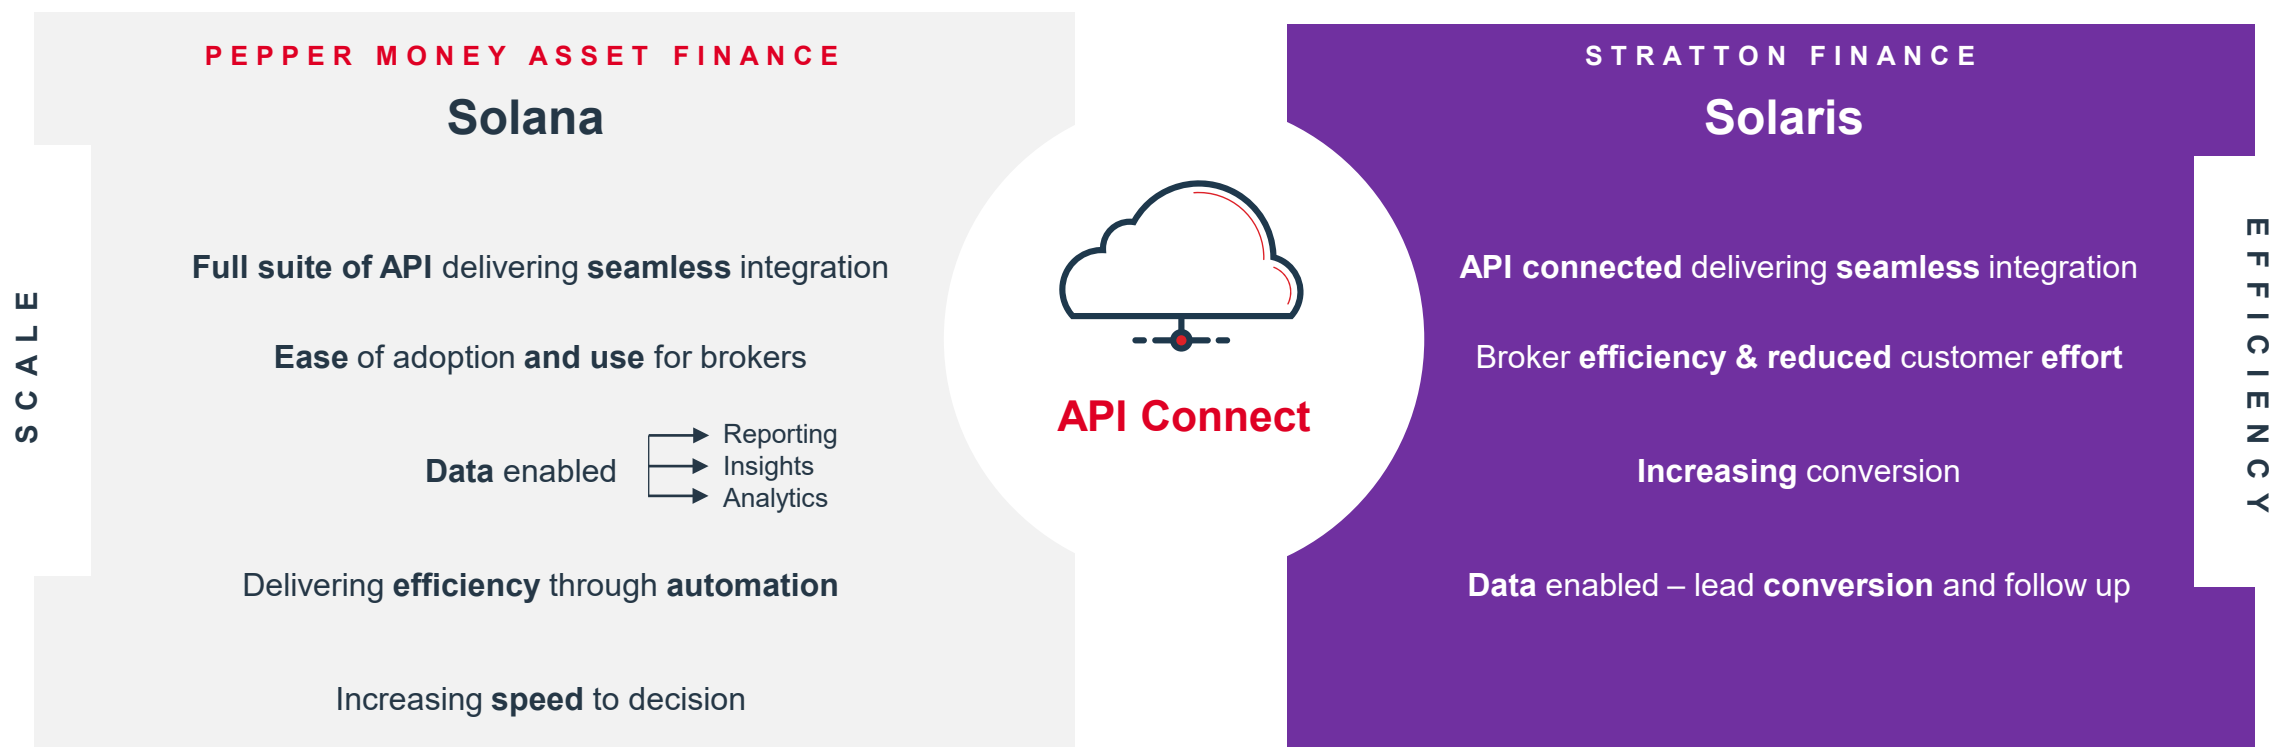 PEPPER MONEY ASSET FINANCE
Solana
SCALE
Full suite of API delivering seamless integration
Ease of adoption and use for brokers
Data enabled
Reporting
Insights
Analytics
Delivering efficiency through automation
Increasing speed to decision
API Connect
STRATTON FINANCE
Solaris
API connected delivering seamless integration
Broker efficiency & reduced customer effort
Increasing conversion
Data enabled – lead conversion and follow up
EFFICIENCY